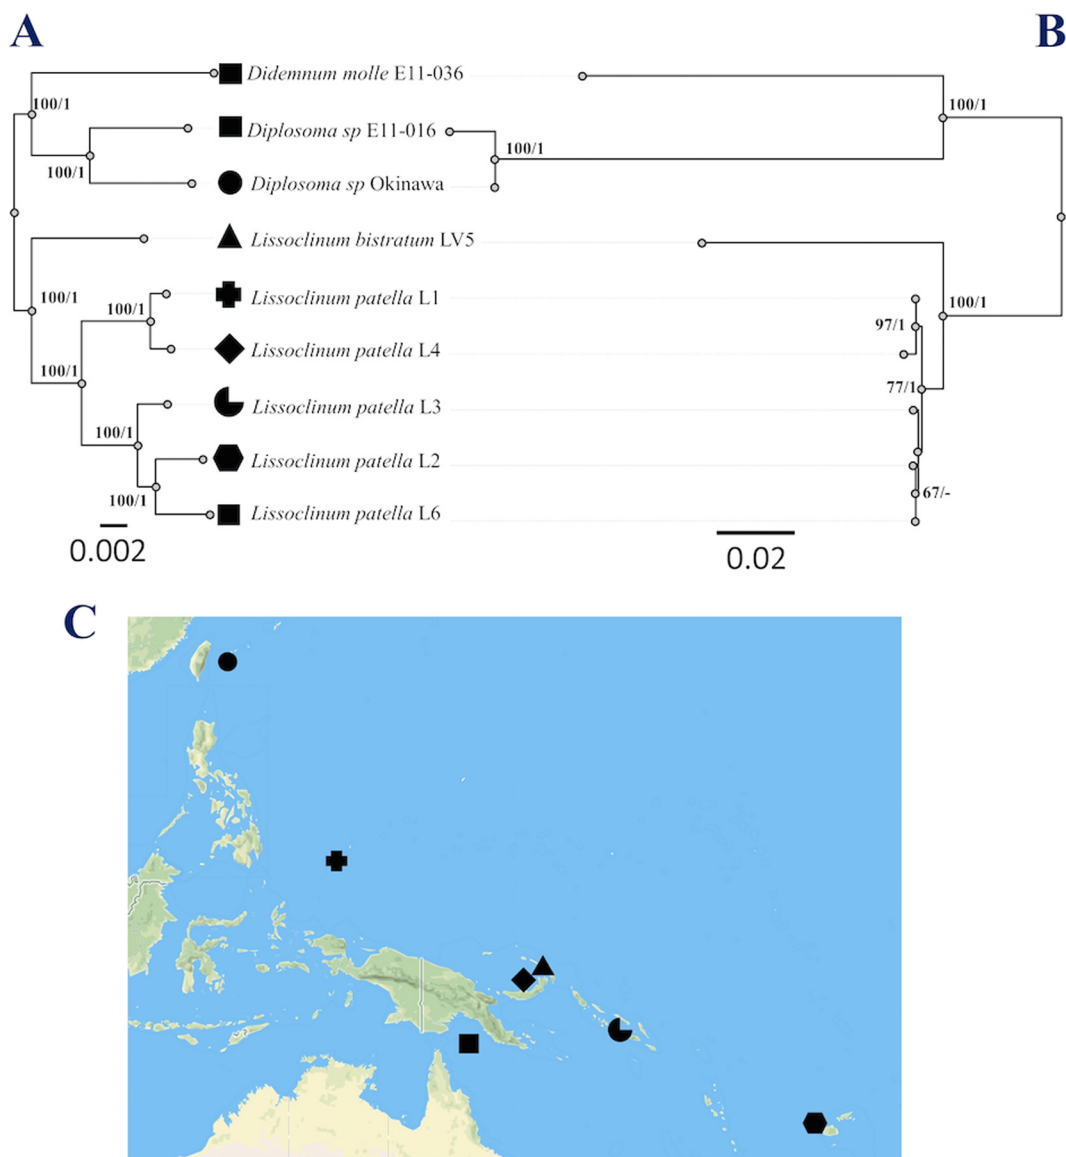 A
B
Didemnum molle E11-036
100/1
100/1
Diplosoma sp E11-016
100/1
100/1
Diplosoma sp Okinawa
Lissoclinum bistratum LV5
100/1
Lissoclinum patella L1
100/1
100/1
97/1
Lissoclinum patella L4
100/1
77/1
Lissoclinum patella L3
100/1
Lissoclinum patella L2
100/1
67/-
Lissoclinum patella L6
0.002
0.02
C